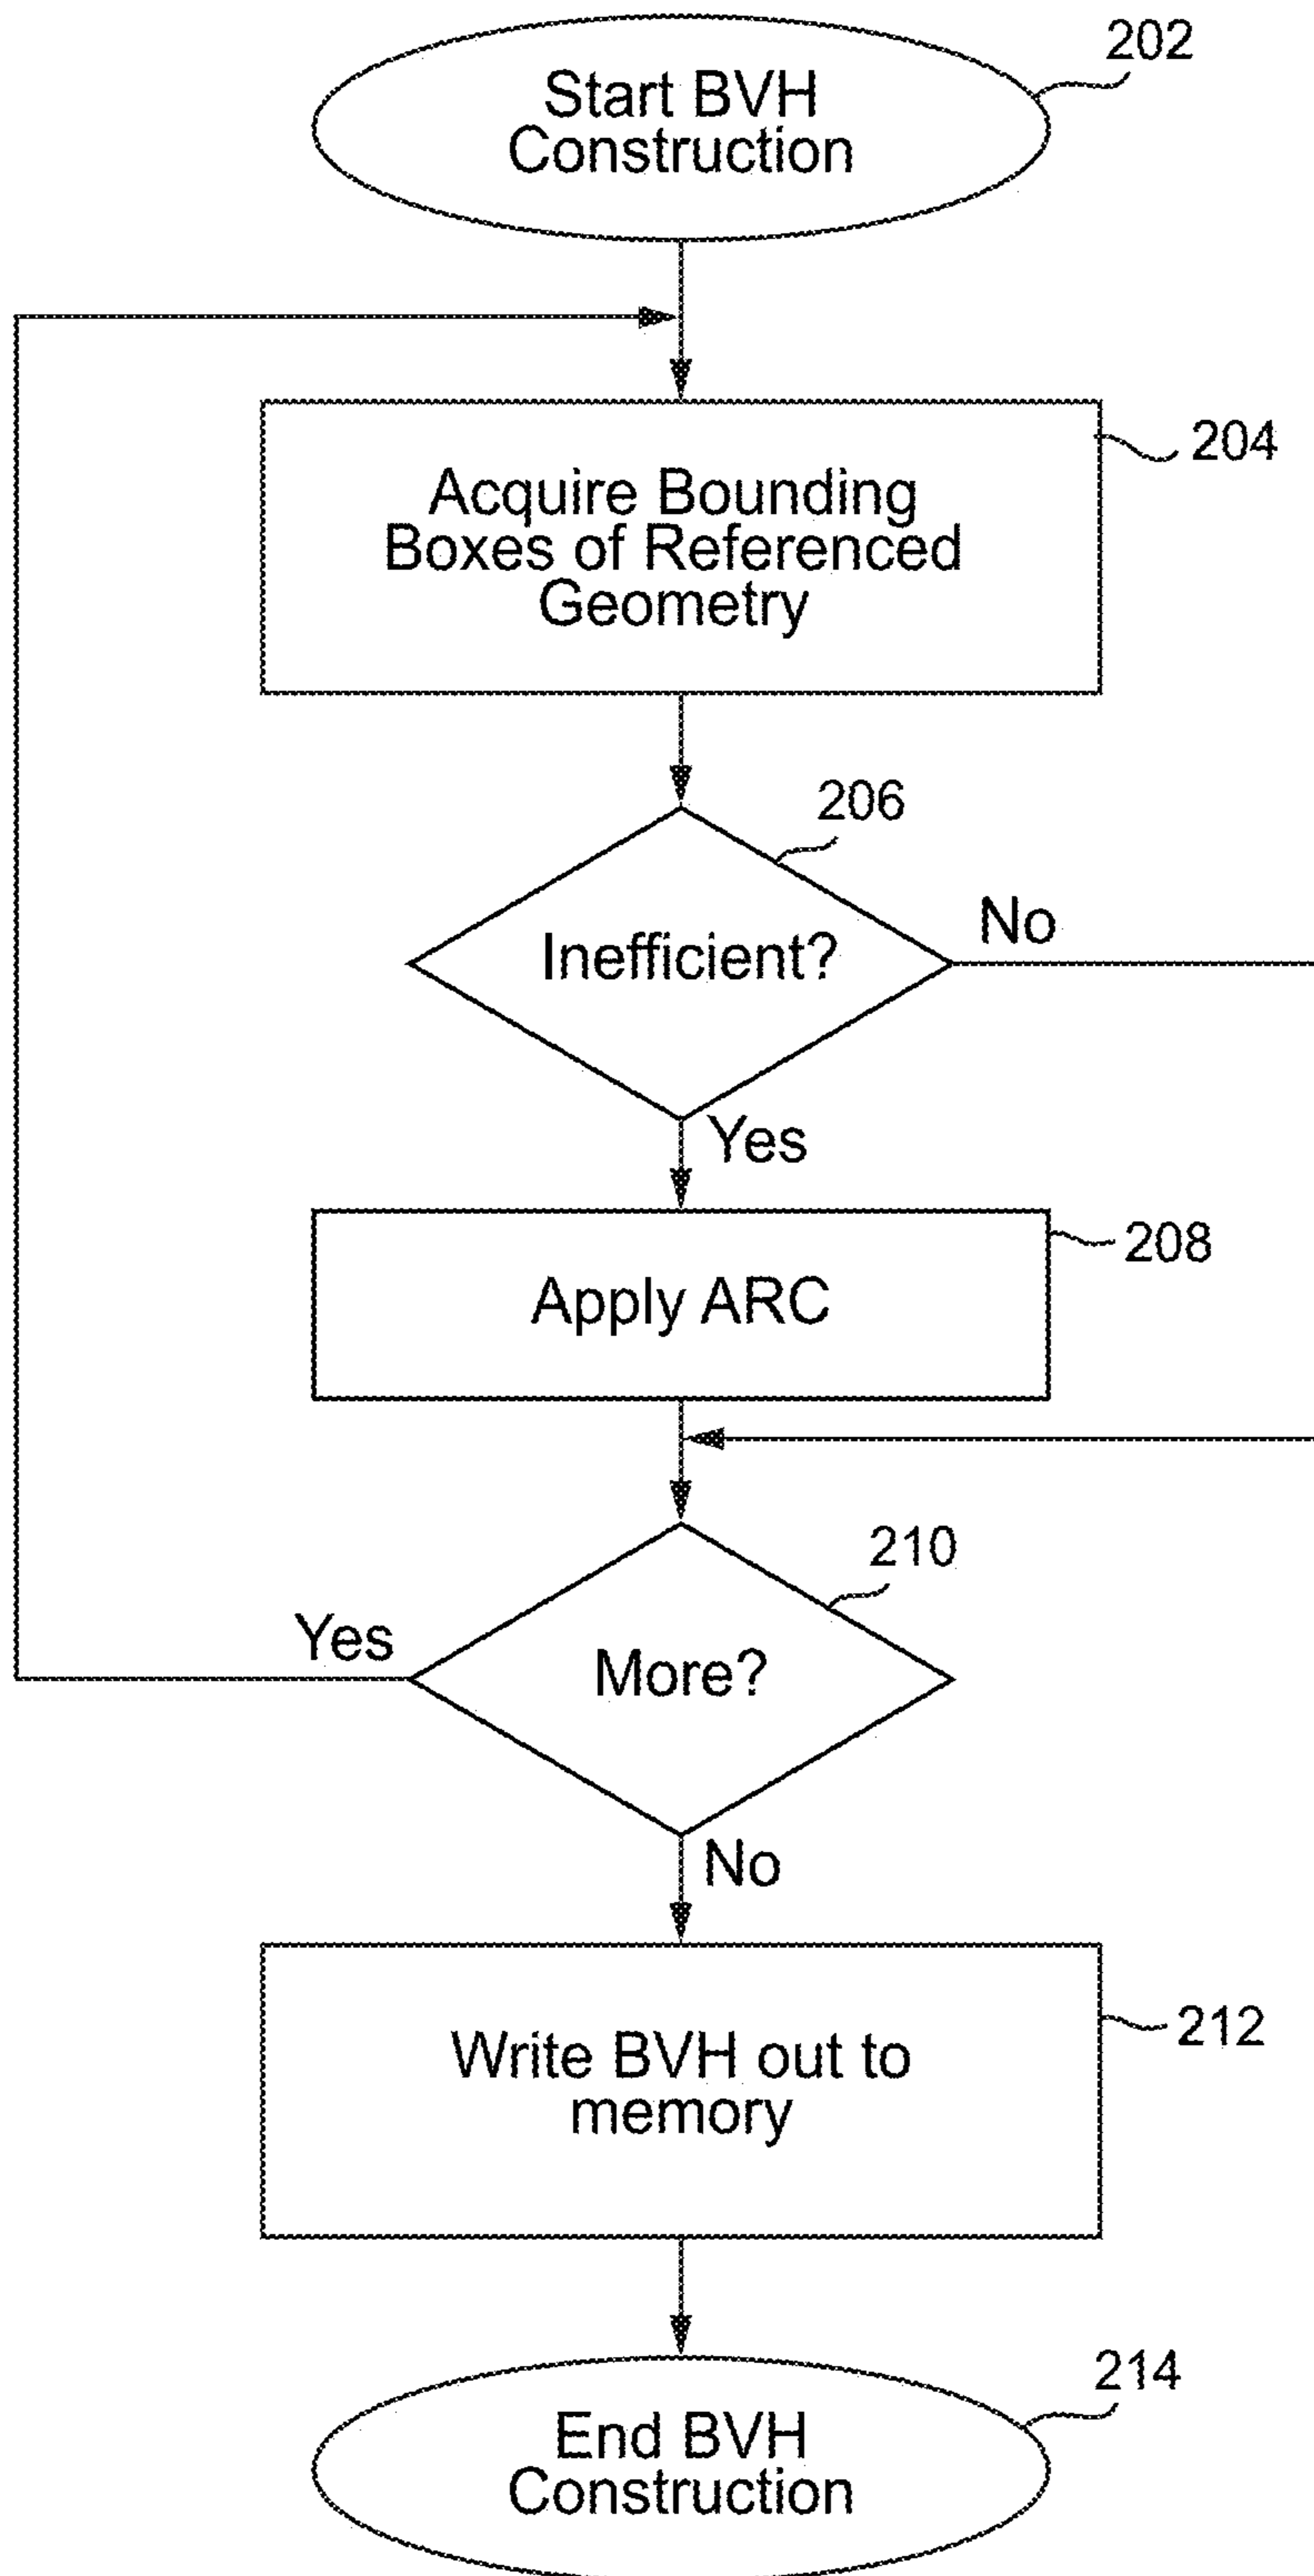 202
Start BVH
Construction
204
Acquire Bounding
Boxes of Referenced
Geometry
206
No
Inefficient?
Yes
208
Apply ARC
210
Yes
More?
No
212
Write BVH out to
memory
214
End BVH
Construction